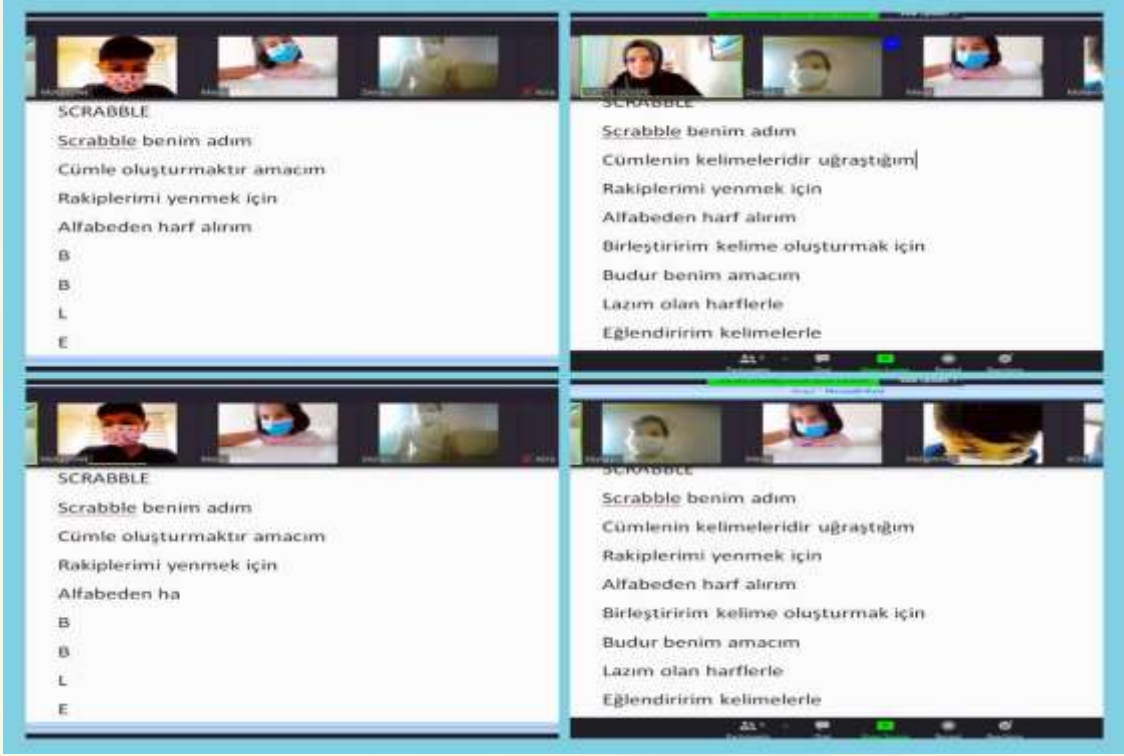 SCRABBLE
Scrabble benim adım
Cümle oluşturmaktır amacım
Rakiplerimi yenmek için
Alfabeden harf alırım
B
B
L
E
SCRABBLE
Scrabble benim adım
Cümlenin kelimeleridir uğraştığım
Rakiplerimi yenmek için
Alfabeden harf alırım
Birleştiririm kelime oluşturmak için
Budur benim amacım
Lazım olan harflerle
Eğlendiririm kelimelerle
SCRABBLE
Scrabble benim adım
Cümle oluşturmaktır amacım
Rakiplerimi yenmek için
Alfabeden ha
B
B
L
E
SCRABBLE
Scrabble benim adım
Cümlenin kelimeleridir uğraştığım
Rakiplerimi yenmek için
Alfabeden harf alırım
Birleştiririm kelime oluşturmak için
Budur benim amacım
Lazım olan harflerle
Eğlendiririm kelimelerle